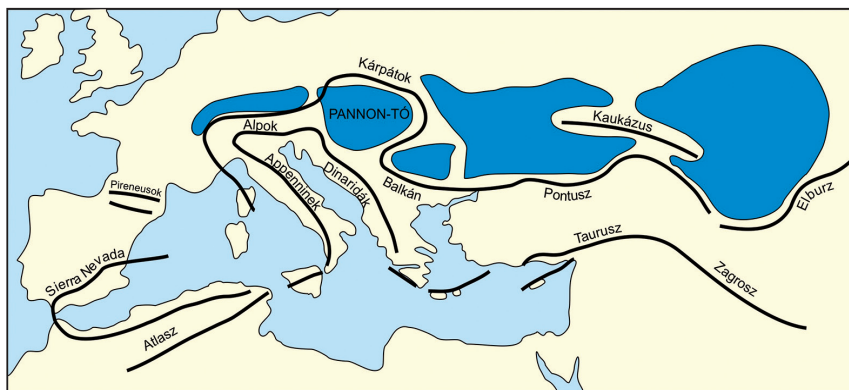 Kárpátok
PANNON-TÓ
Alpok
Kaukázus
Appenninek
Dinaridák
Pireneusok
Balkán
Pontusz
Elburz
Taurusz
Sierra Nevada
Zagrosz
Atlasz